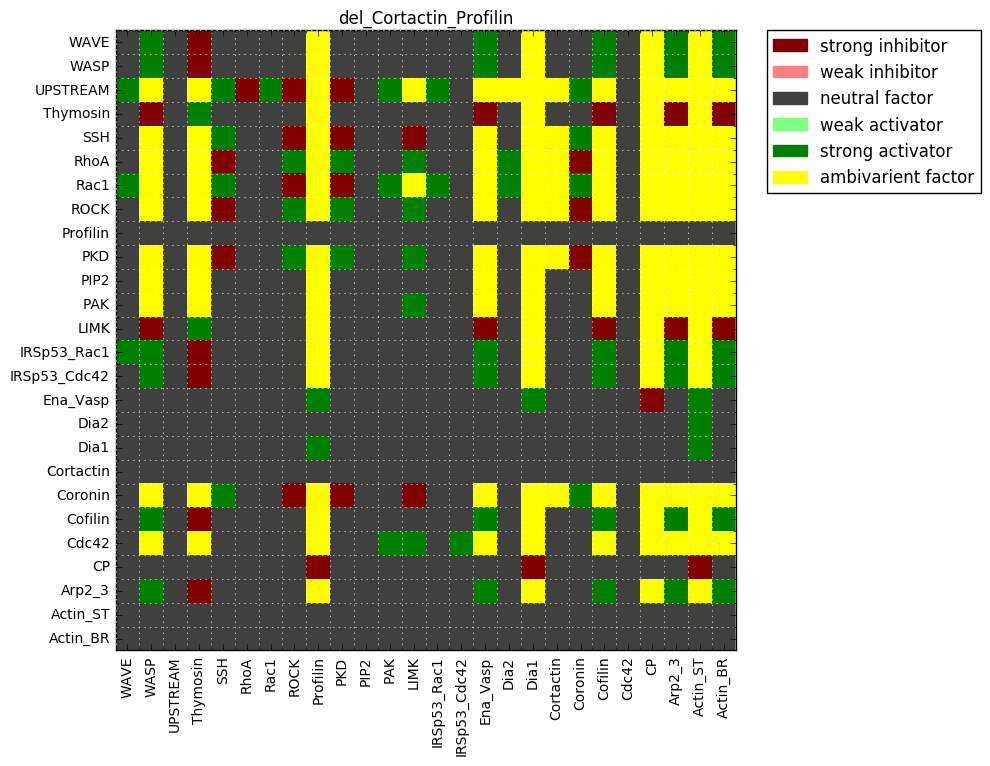 del_Cortactin_Profilin
WAVE
WASP
UPSTREAM
Thymosin
SSH
RhoA
Rac1
ROCK
Profilin
PKD
PIP2
PAK
LIMK
IRSp53_Rac1
IRSp53_Cdc42
Ena_Vasp
Dia2
Dia1
Cortactin
Coronin
Cofilin
Cdc42
CP
Arp2_3
Actin_ST
Actin_BR
WAVE
WASP
UPSTREAM
Thymosin
SSH
RhoA
Rac1
ROCK
Profilin
PKD
PIP2
PAK
LIMK
IRSp53_Rac1
IRSp53_Cdc42
Ena_Vasp
Dia2
Dia1
Cortactin
Coronin
Cofilin
Cdc42
CP
Arp2_3
Actin_ST
Actin_BR
strong inhibitor
weak inhibitor
neutral factor
weak activator
strong activator
ambivarient factor